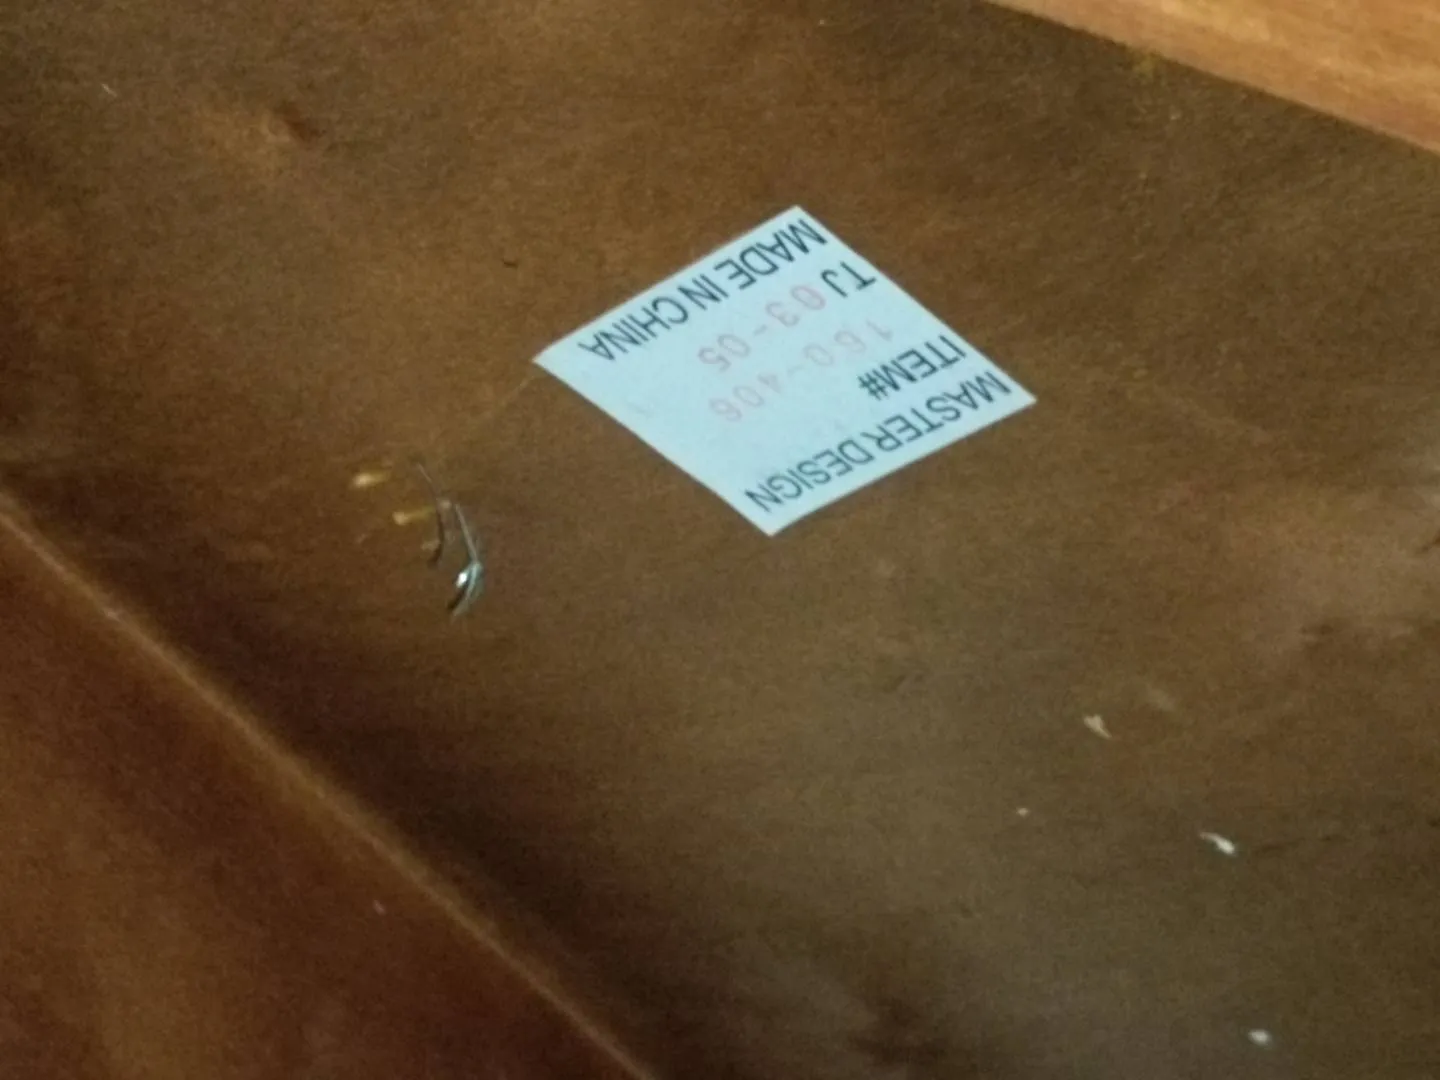 MASTER DESIGN
ITEM#
160-406
TJ 03-05
MADE IN CHINA